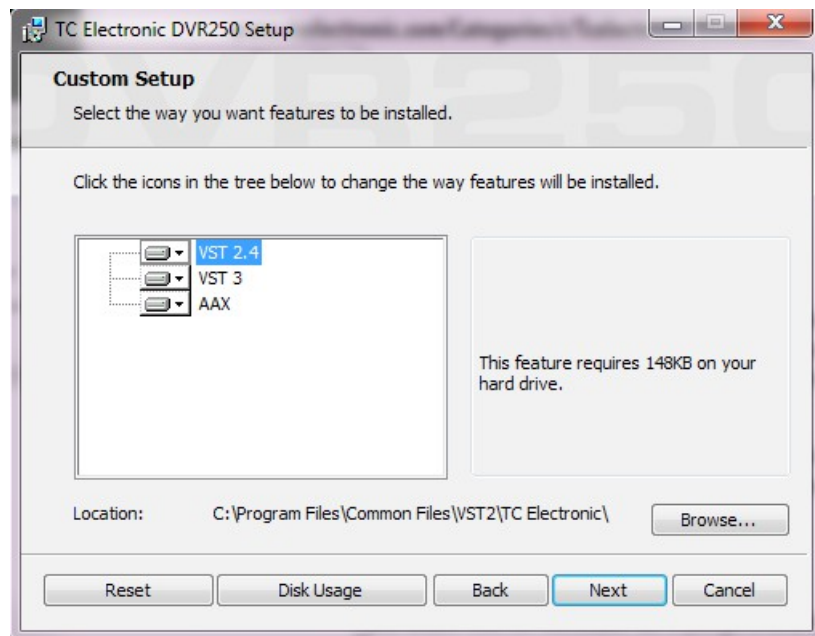 TC Electronic DVR250 Setup
Custom Setup
Select the way you want features to be installed.
DVR250
Click the icons in the tree below to change the way features will be installed.
VST 2.4
VST 3
AAX
This feature requires 148KB on your
hard drive.
Location: C:\Program Files\Common Files\VST2\TC Electronic\ Browse...
Reset Disk Usage Back Next Cancel